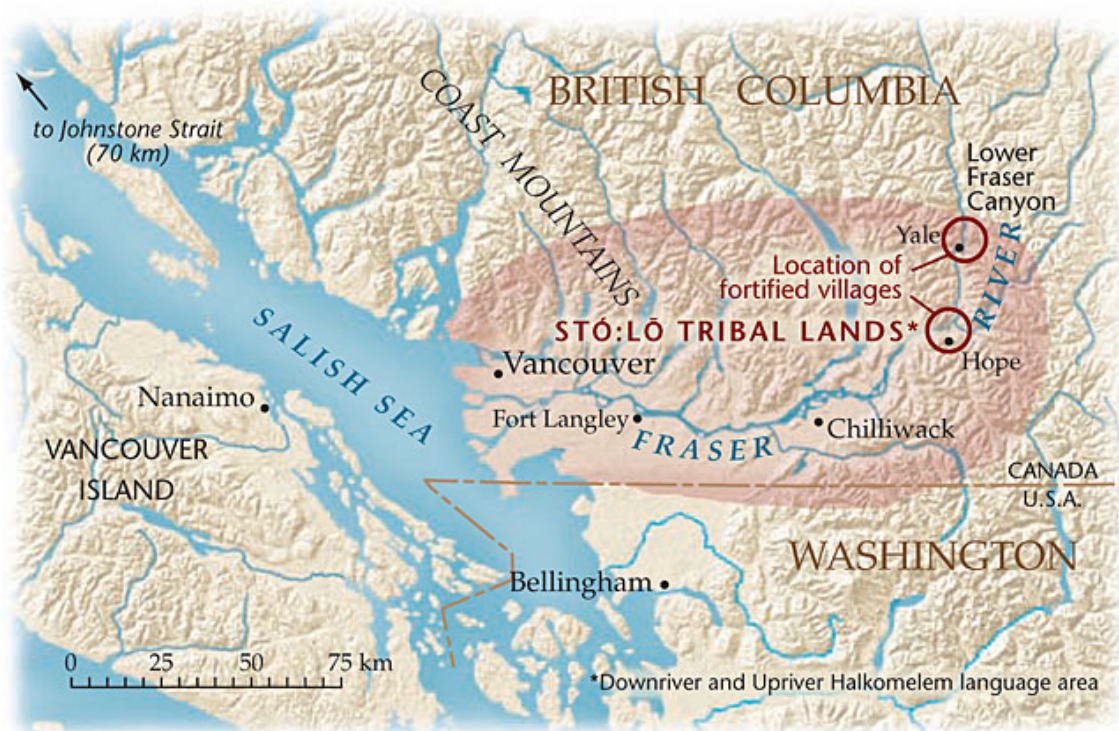 BRITISH COLUMBIA
COAST MOUNTAINS
to Johnstone Strait
(70 km)
Lower
Fraser
Canyon
Yale
RIVER
Location of
fortified villages
STÓ:LŌ TRIBAL LANDS*
Hope
SALISH SEA
Vancouver
Nanaimo
Fort Langley
FRASER
Chilliwack
VANCOUVER
ISLAND
CANADA
U.S.A.
WASHINGTON
Bellingham
0 25 50 75 km
*Downriver and Upriver Halkomelem language area